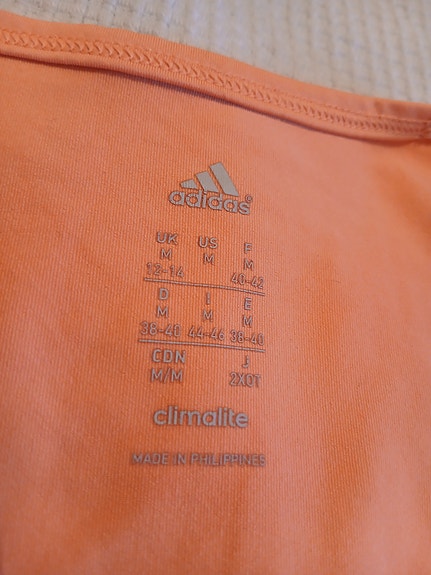 adidas®
UK US F
M M M
12-14 40-42
D I E
M M M
38-40 44-46 38-40
CDN J
M/M 2XOT
climalite
MADE IN PHILIPPINES